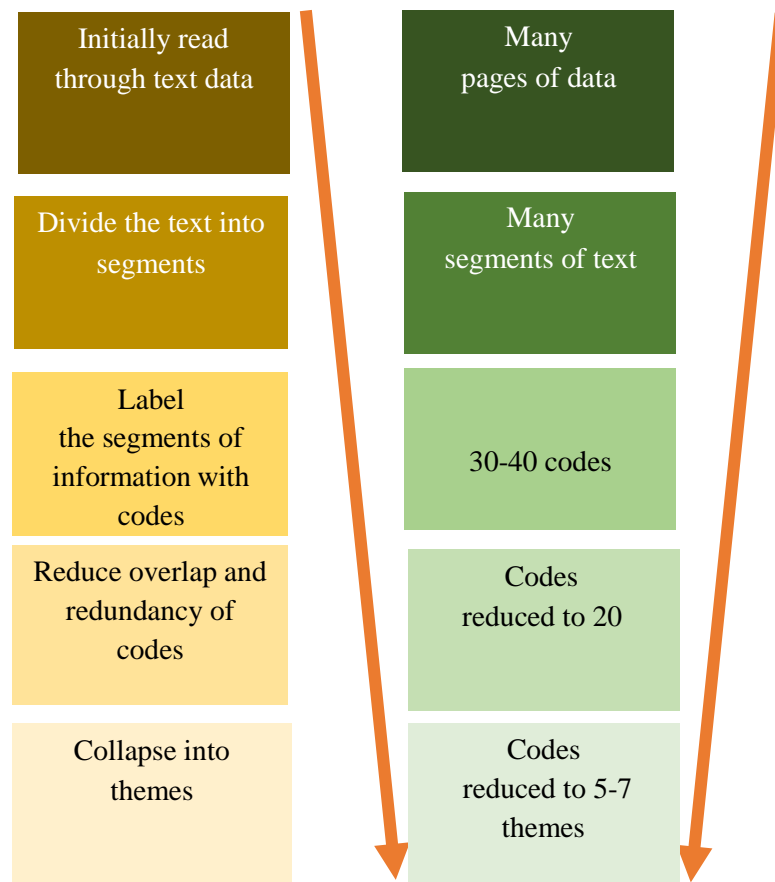 Initially read
through text data
Many
pages of data
Divide the text into
segments
Many
segments of text
Label
the segments of
information with
codes
30-40 codes
Reduce overlap and
redundancy of
codes
Codes
reduced to 20
Collapse into
themes
Codes
reduced to 5-7
themes